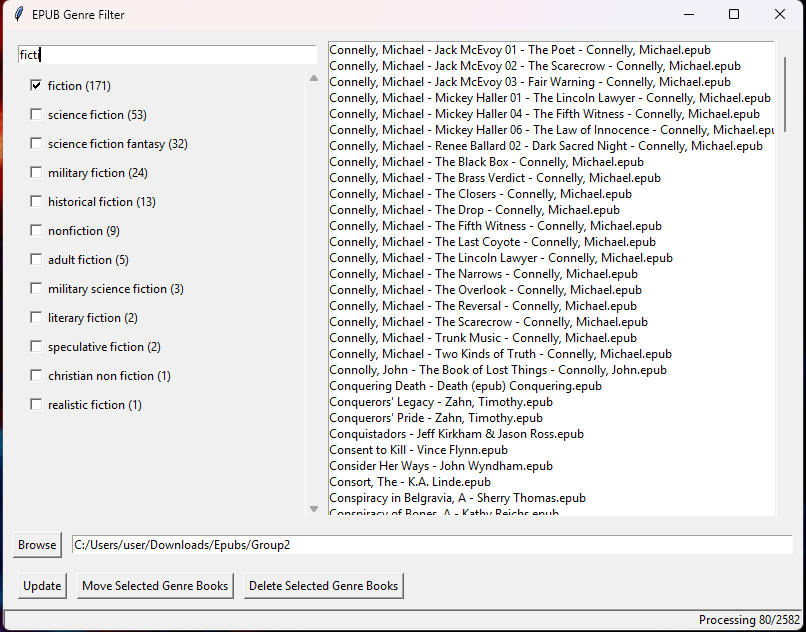 EPUB Genre Filter
ficti
fiction (171)
science fiction (53)
science fiction fantasy (32)
military fiction (24)
historical fiction (13)
nonfiction (9)
adult fiction (5)
military science fiction (3)
literary fiction (2)
speculative fiction (2)
christian non fiction (1)
realistic fiction (1)
Connelly, Michael - Jack McEvoy 01 - The Poet - Connelly, Michael.epub
Connelly, Michael - Jack McEvoy 02 - The Scarecrow - Connelly, Michael.epub
Connelly, Michael - Jack McEvoy 03 - Fair Warning - Connelly, Michael.epub
Connelly, Michael - Mickey Haller 01 - The Lincoln Lawyer - Connelly, Michael.epub
Connelly, Michael - Mickey Haller 04 - The Fifth Witness - Connelly, Michael.epub
Connelly, Michael - Mickey Haller 06 - The Law of Innocence - Connelly, Michael.epu
Connelly, Michael - Renee Ballard 02 - Dark Sacred Night - Connelly, Michael.epub
Connelly, Michael - The Black Box - Connelly, Michael.epub
Connelly, Michael - The Brass Verdict - Connelly, Michael.epub
Connelly, Michael - The Closers - Connelly, Michael.epub
Connelly, Michael - The Drop - Connelly, Michael.epub
Connelly, Michael - The Fifth Witness - Connelly, Michael.epub
Connelly, Michael - The Last Coyote - Connelly, Michael.epub
Connelly, Michael - The Lincoln Lawyer - Connelly, Michael.epub
Connelly, Michael - The Narrows - Connelly, Michael.epub
Connelly, Michael - The Overlook - Connelly, Michael.epub
Connelly, Michael - The Reversal - Connelly, Michael.epub
Connelly, Michael - The Scarecrow - Connelly, Michael.epub
Connelly, Michael - Trunk Music - Connelly, Michael.epub
Connelly, Michael - Two Kinds of Truth - Connelly, Michael.epub
Connolly, John - The Book of Lost Things - Connolly, John.epub
Conquering Death - Death (epub) Conquering.epub
Conquerors' Legacy - Zahn, Timothy.epub
Conquerors' Pride - Zahn, Timothy.epub
Conquistadors - Jeff Kirkham & Jason Ross.epub
Consent to Kill - Vince Flynn.epub
Consider Her Ways - John Wyndham.epub
Consort, The - K.A. Linde.epub
Conspiracy in Belgravia, A - Sherry Thomas.epub
Conspiracy of Bones, A - Kathy Reichs.epub
Browse
C:/Users/user/Downloads/Epubs/Group2
Update
Move Selected Genre Books
Delete Selected Genre Books
Processing 80/2582